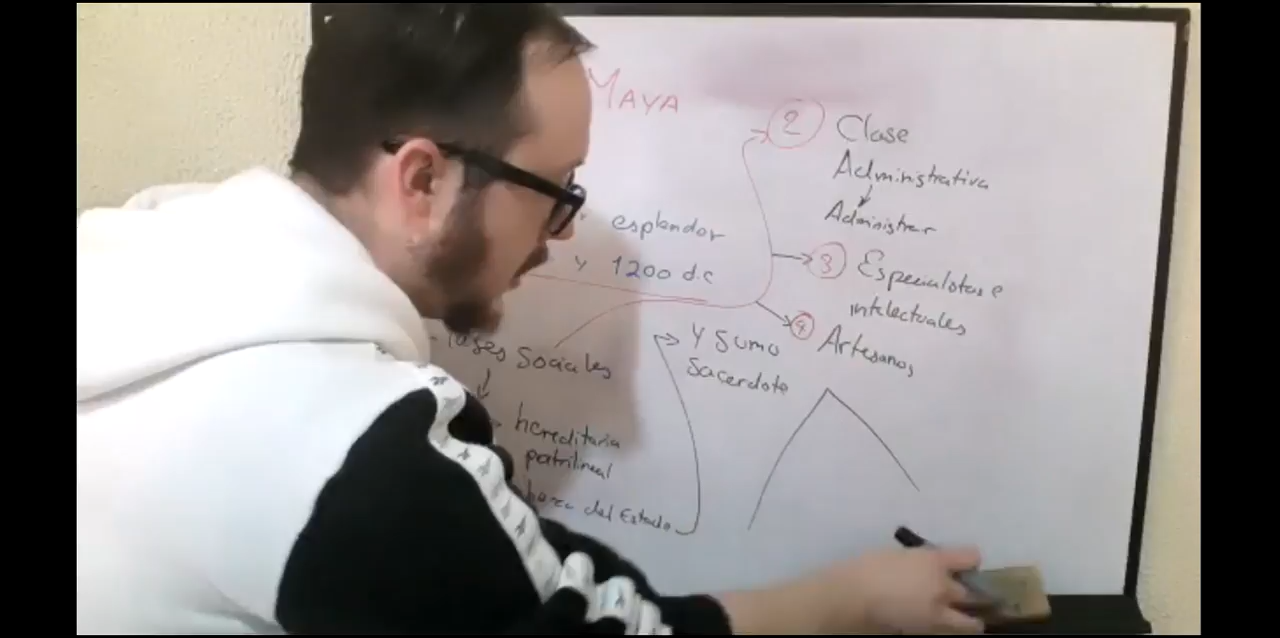 MAYA
esplendor
y 1200 d.C
Clases Sociales
hereditaria
patrilineal
del Estado
Y Sumo
Sacerdote
2 Clase
Administrativa
Administrar
3 Especialistas e
intelectuales
4 Artesanos